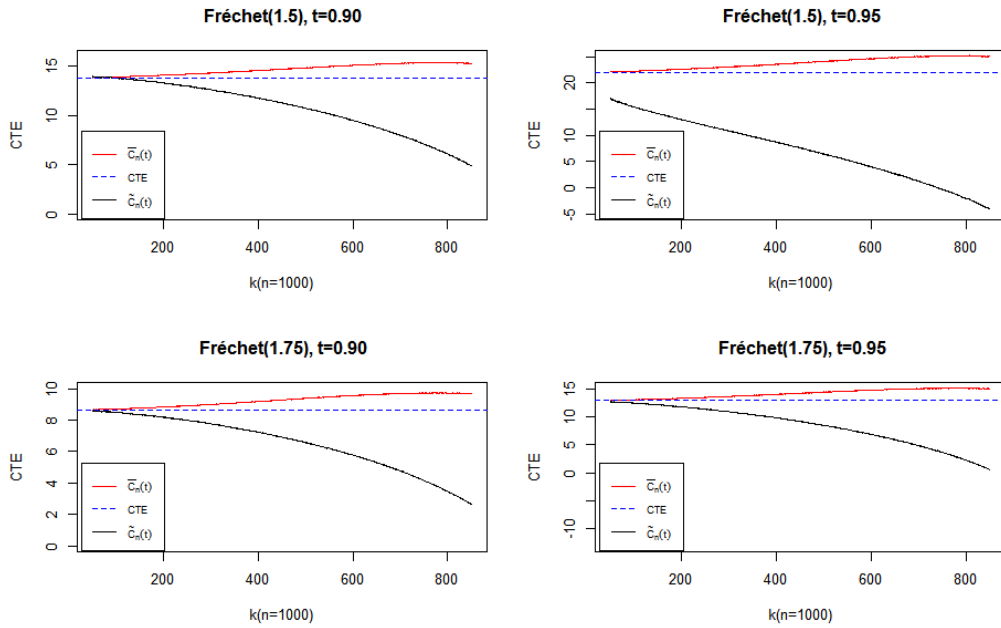 Fréchet(1.5), t=0.90
CTE
15
10
5
0
C̅ₙ(t)
CTE
C̃ₙ(t)
200 400 600 800
k(n=1000)
Fréchet(1.5), t=0.95
CTE
20
10
5
0
-5
C̅ₙ(t)
CTE
C̃ₙ(t)
200 400 600 800
k(n=1000)
Fréchet(1.75), t=0.90
CTE
10
8
6
4
2
0
C̅ₙ(t)
CTE
C̃ₙ(t)
200 400 600 800
k(n=1000)
Fréchet(1.75), t=0.95
CTE
15
10
5
0
-10
C̅ₙ(t)
CTE
C̃ₙ(t)
200 400 600 800
k(n=1000)